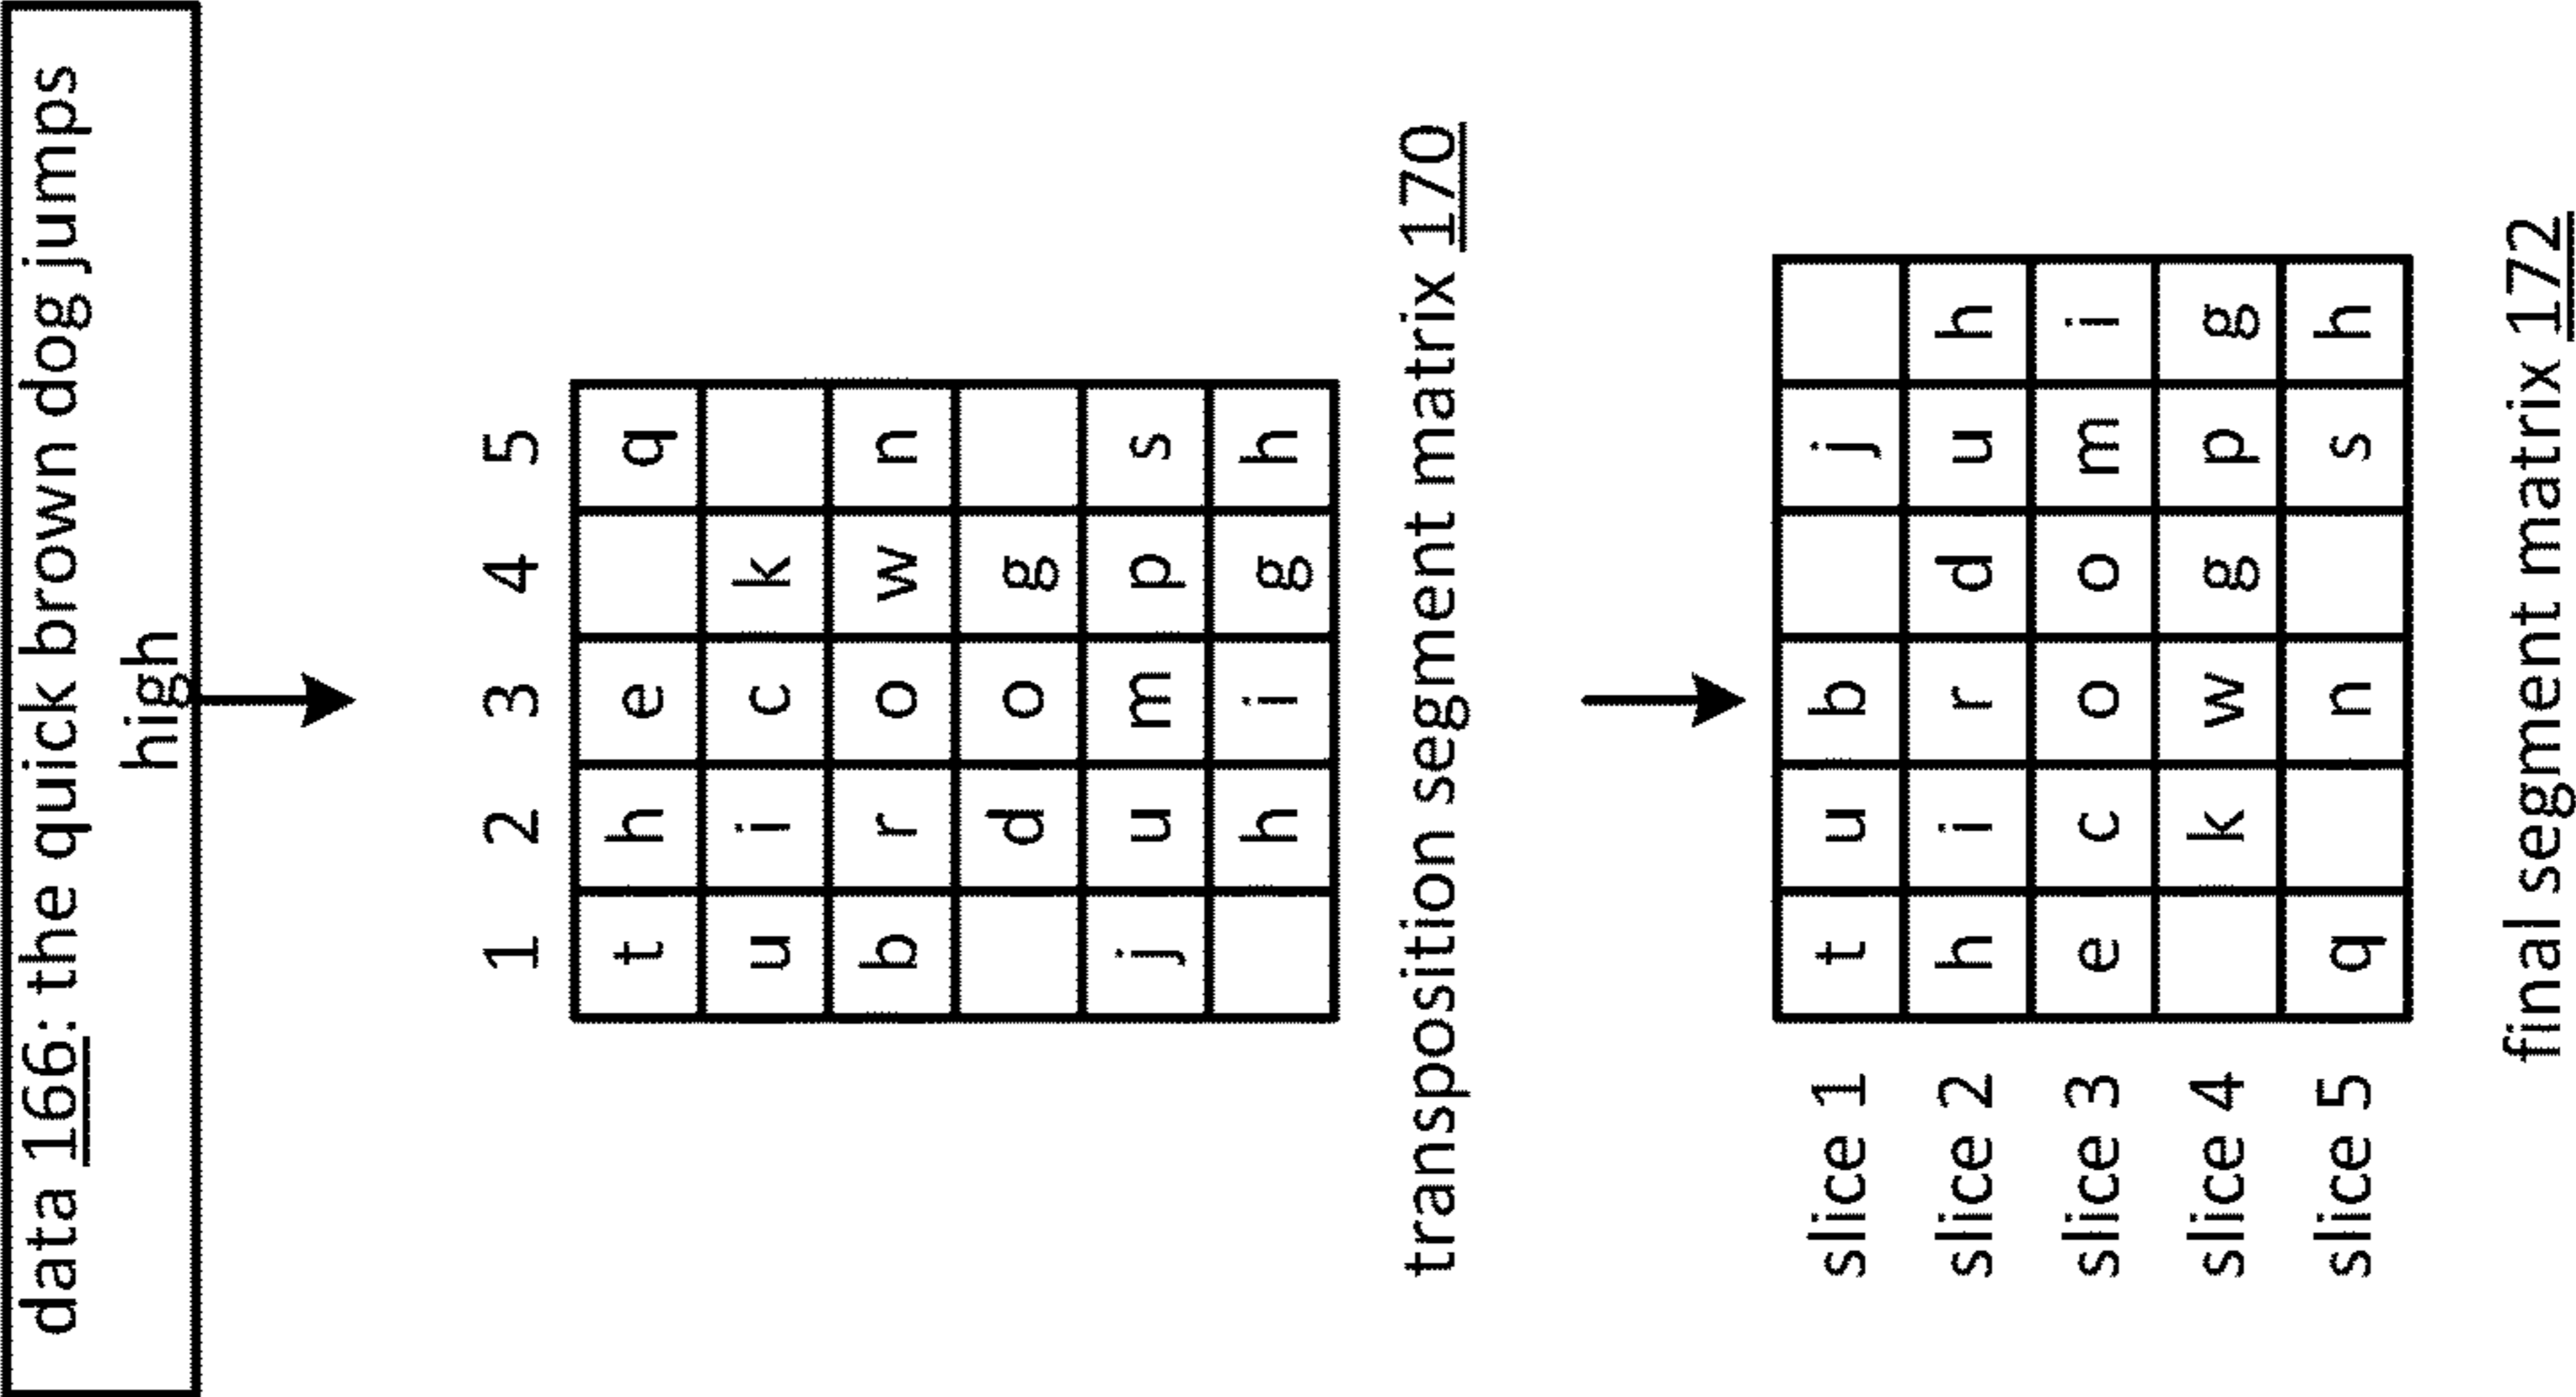 data 166: the quick brown dog jumps
high
1 2 3 4 5
t h e q
u i c k
b r o w n
d o g
j u m p s
h i g h
transposition segment matrix 170
slice 1 t u b j
slice 2 h i r d u h
slice 3 e c o o m i
slice 4 k w g p g
slice 5 q n s h
final segment matrix 172